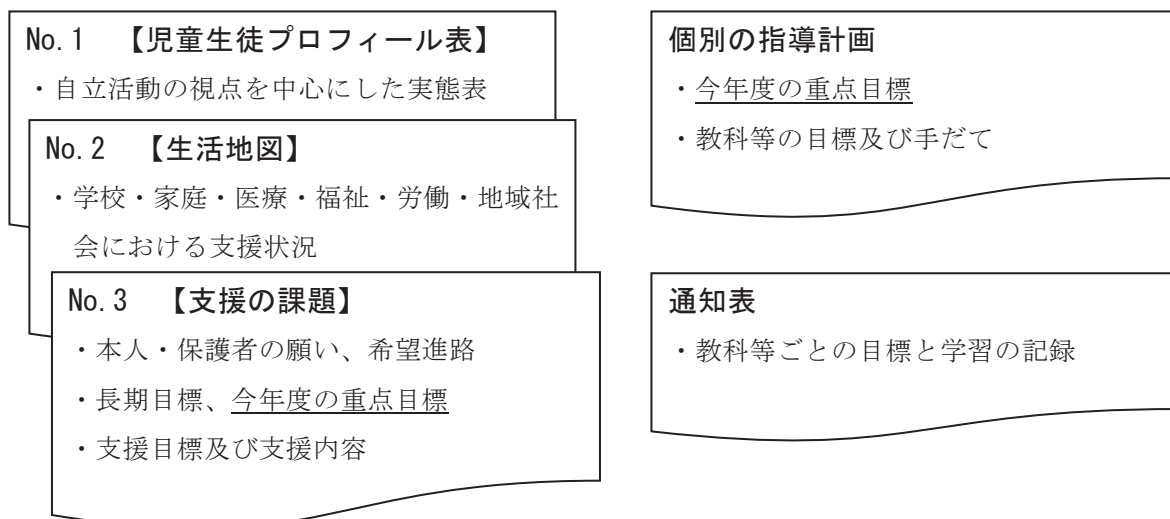 No.1 【児童生徒プロフィール表】
・自立活動の視点を中心にした実態表
No.2 【生活地図】
・学校・家庭・医療・福祉・労働・地域社
会における支援状況
No.3 【支援の課題】
・本人・保護者の願い、希望進路
・長期目標、今年度の重点目標
・支援目標及び支援内容
個別の指導計画
・今年度の重点目標
・教科等の目標及び手だて
通知表
・教科等ごとの目標と学習の記録